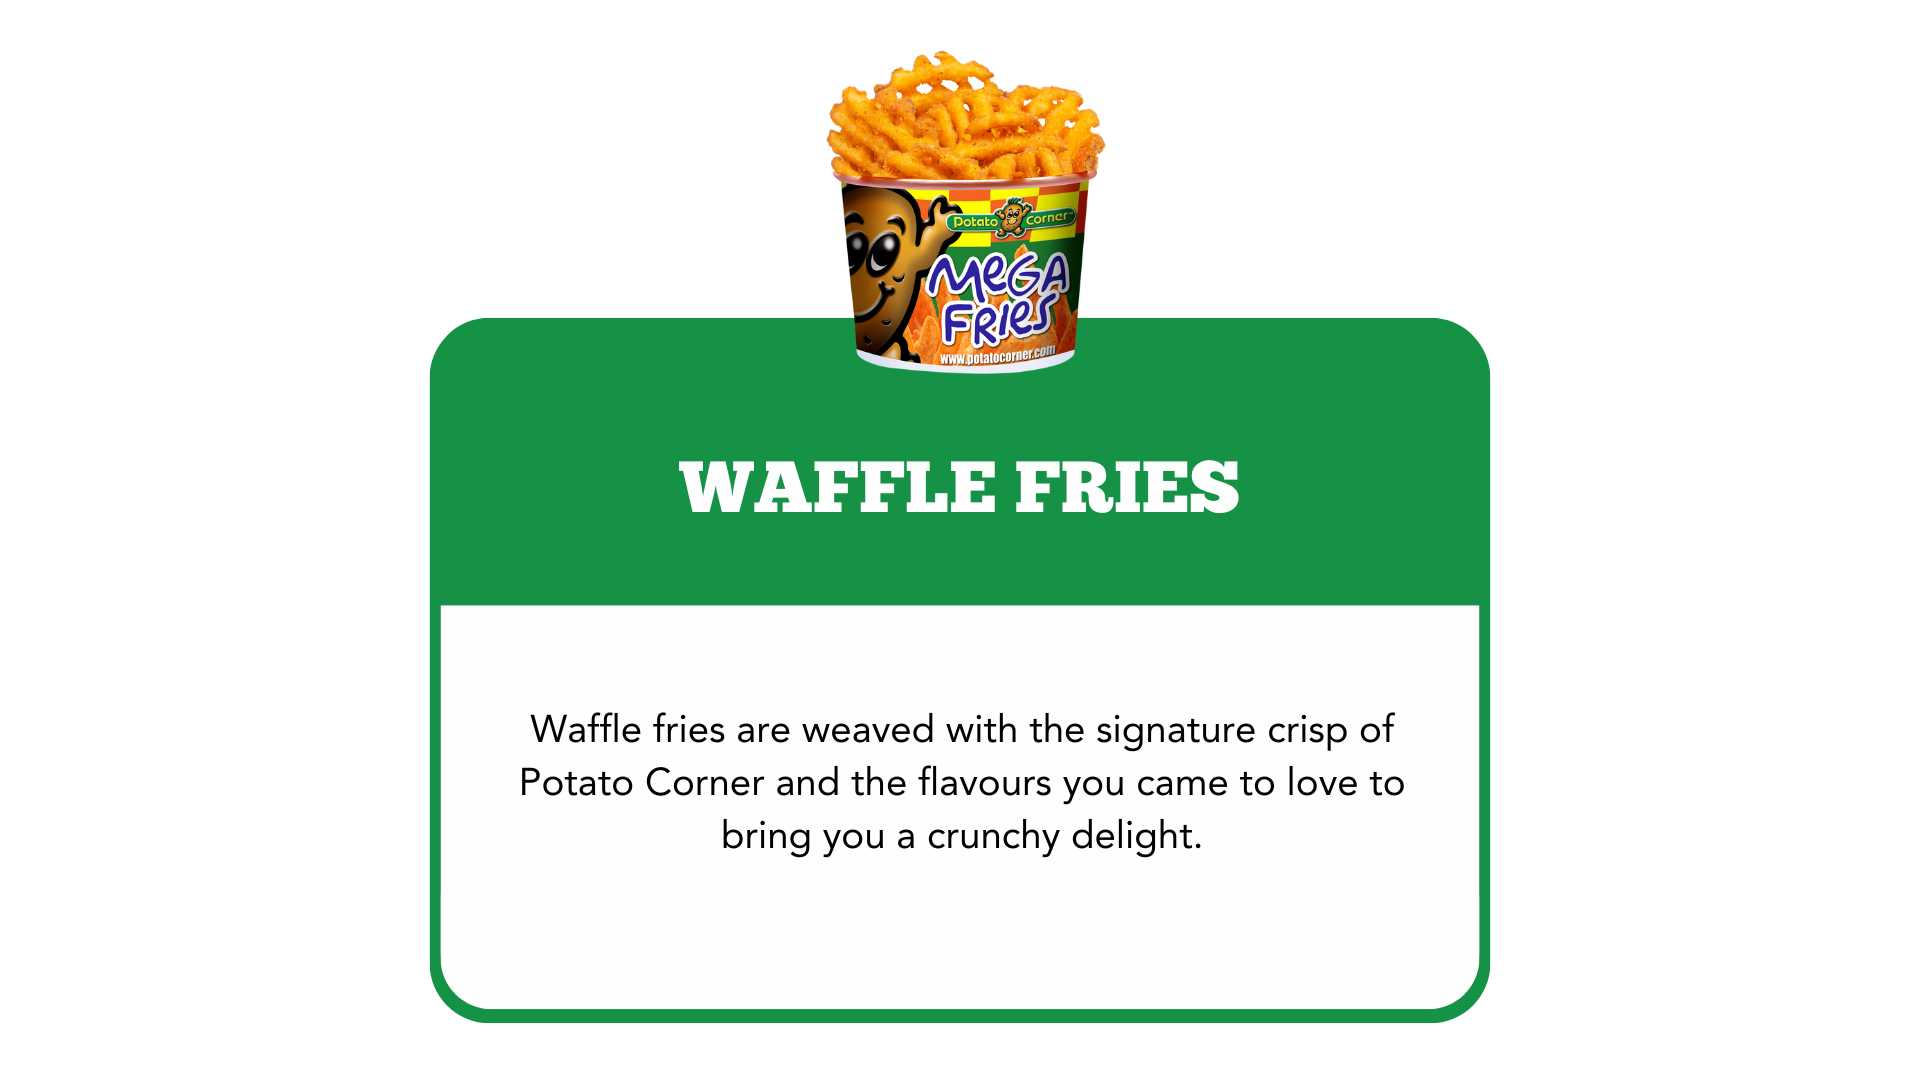 Potato Corner
MeGA
FRIeS
www.potatocorner.com
WAFFLE FRIES
Waffle fries are weaved with the signature crisp of
Potato Corner and the flavours you came to love to
bring you a crunchy delight.